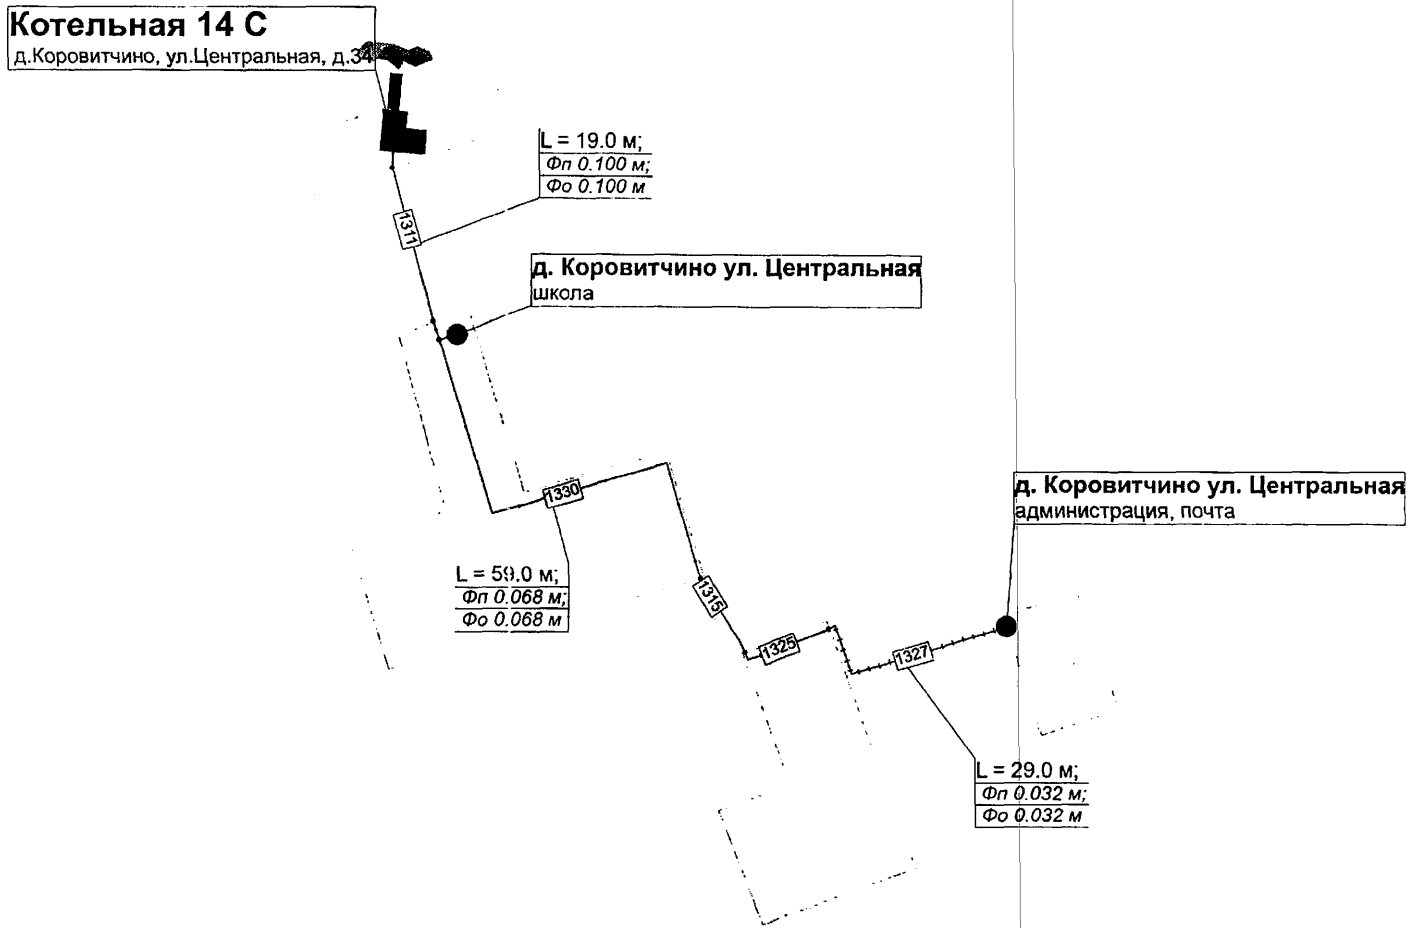 Котельная 14 С
д.Коровитчино, ул.Центральная, д.34
L = 19.0 м;
Фп 0.100 м;
Фо 0.100 м
1311
д. Коровитчино ул. Центральная
школа
1330
д. Коровитчино ул. Центральная
администрация, почта
L = 59.0 м;
Фп 0.068 м;
Фо 0.068 м
1315
1325
1327
L = 29.0 м;
Фп 0.032 м;
Фо 0.032 м